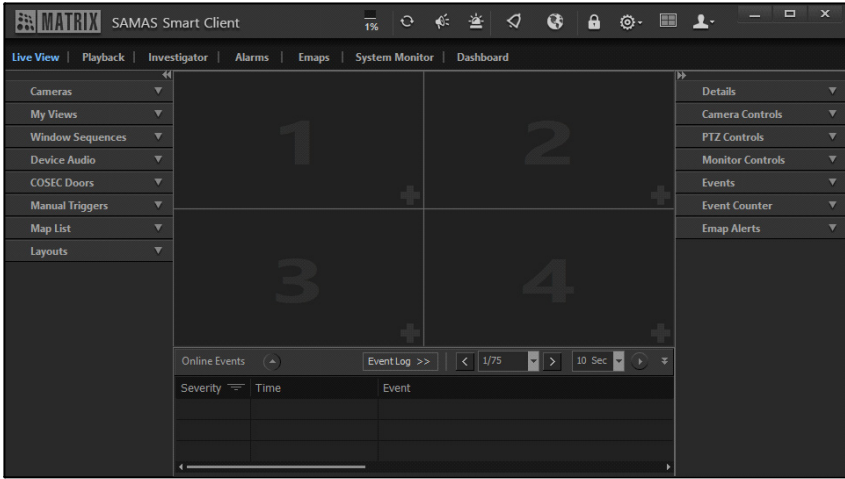 MATRIX SAMAS Smart Client 1%
Live View | Playback | Investigator | Alarms | Emaps | System Monitor | Dashboard
Cameras
My Views
Window Sequences
Device Audio
COSEC Doors
Manual Triggers
Map List
Layouts
1
2
3
4
Details
Camera Controls
PTZ Controls
Monitor Controls
Events
Event Counter
Emap Alerts
Online Events Event Log >> < 1/75 > 10 Sec
Severity Time Event